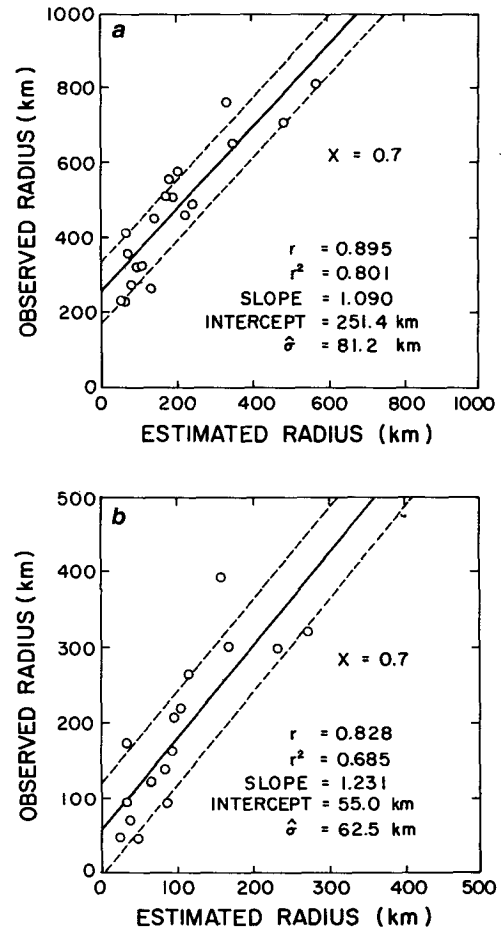 a
1000
800
600
400
200
0
OBSERVED RADIUS (km)
X = 0.7
r = 0.895
r² = 0.801
SLOPE = 1.090
INTERCEPT = 251.4 km
σ̂ = 81.2 km
0 200 400 600 800 1000
ESTIMATED RADIUS (km)
b
500
400
300
200
100
0
OBSERVED RADIUS (km)
X = 0.7
r = 0.828
r² = 0.685
SLOPE = 1.231
INTERCEPT = 55.0 km
σ̂ = 62.5 km
0 100 200 300 400 500
ESTIMATED RADIUS (km)